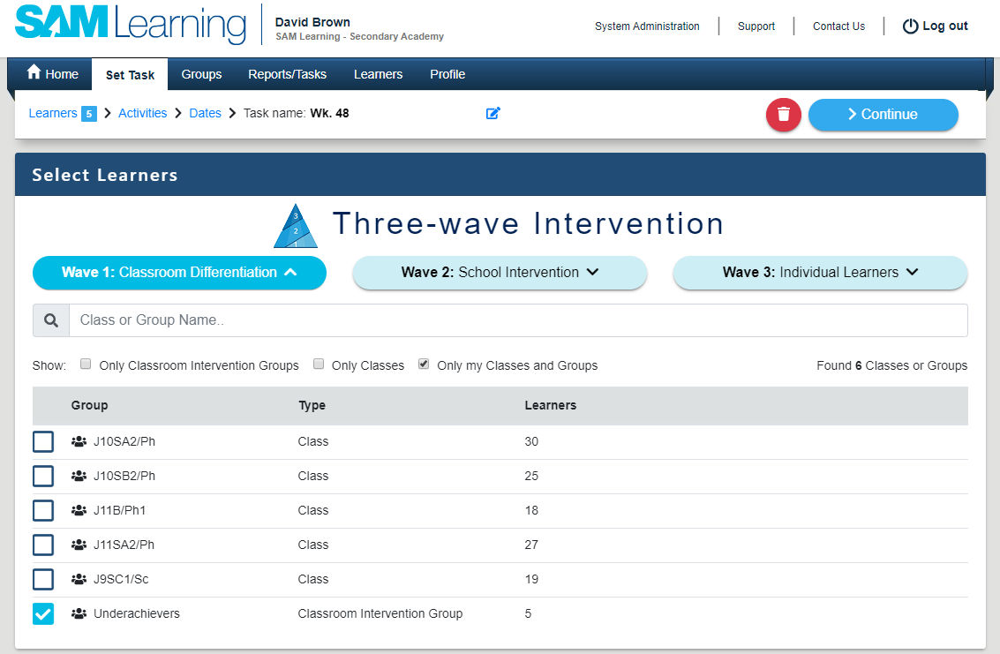 SAM Learning
David Brown
SAM Learning - Secondary Academy
System Administration
Support
Contact Us
Log out
Home
Set Task
Groups
Reports/Tasks
Learners
Profile
Learners 5 Activities Dates Task name: Wk. 48
Continue
Select Learners
3
2
1
Three-wave Intervention
Wave 1: Classroom Differentiation
Wave 2: School Intervention
Wave 3: Individual Learners
Class or Group Name..
Show: Only Classroom Intervention Groups Only Classes Only my Classes and Groups
Found 6 Classes or Groups
Group Type Learners
J10SA2/Ph Class 30
J10SB2/Ph Class 25
J11B/Ph1 Class 18
J11SA2/Ph Class 27
J9SC1/Sc Class 19
Underachievers Classroom Intervention Group 5